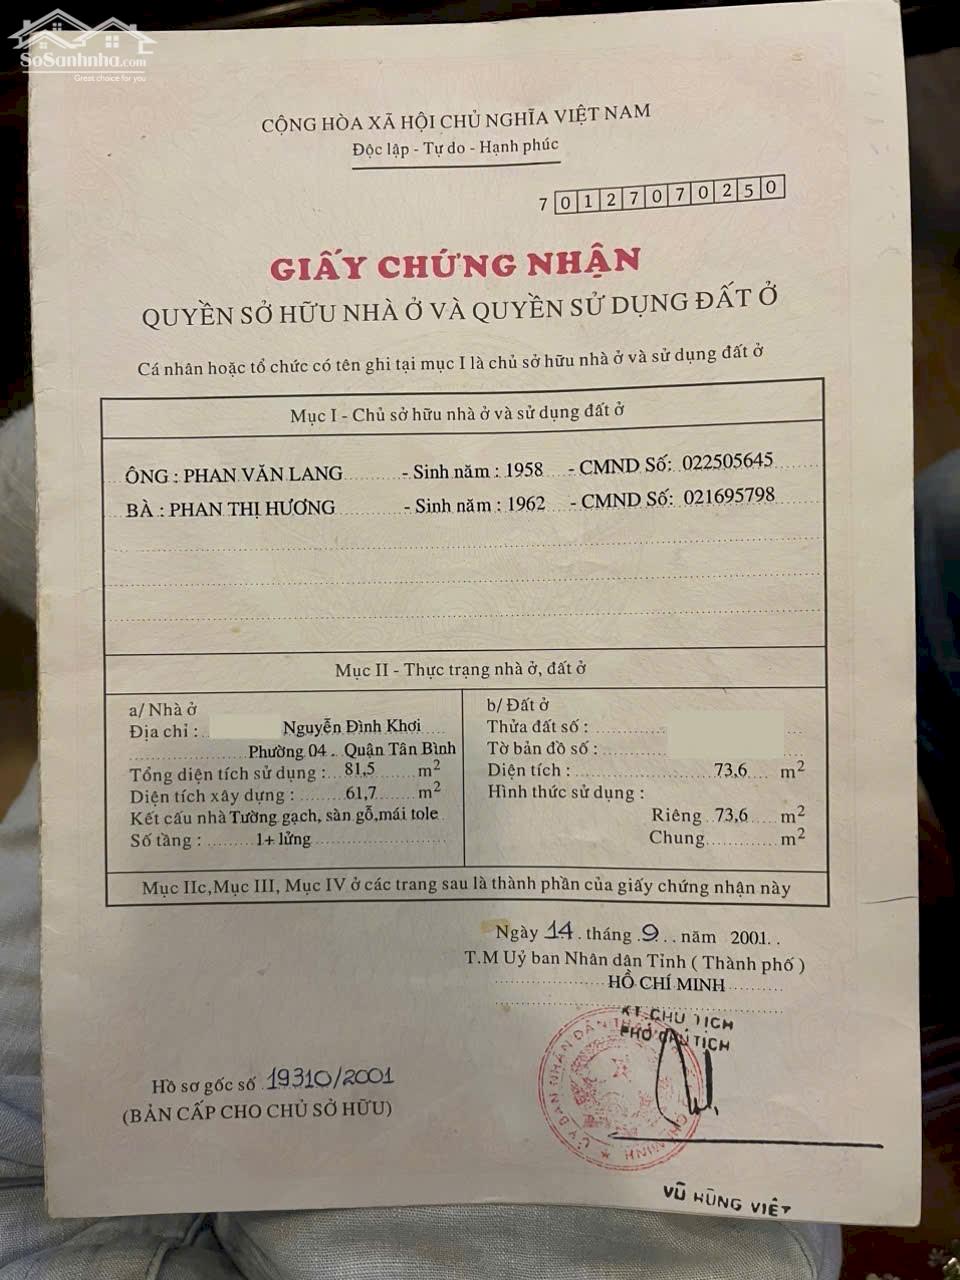 SoSanhnha.com
Great choice for you
CỘNG HÒA XÃ HỘI CHỦ NGHĨA VIỆT NAM
Độc lập - Tự do - Hạnh phúc
7 0127070250
GIẤY CHỨNG NHẬN
QUYỀN SỞ HỮU NHÀ Ở VÀ QUYỀN SỬ DỤNG ĐẤT Ở
Cá nhân hoặc tổ chức có tên ghi tại mục I là chủ sở hữu nhà ở và sử dụng đất ở
Mục I - Chủ sở hữu nhà ở và sử dụng đất ở
ÔNG : PHAN VĂN LANG - Sinh năm : 1958 - CMND Số: 022505645
BÀ : PHAN THỊ HƯƠNG - Sinh năm : 1962 - CMND Số: 021695798
Mục II - Thực trạng nhà ở, đất ở
a/ Nhà ở
Địa chỉ : Nguyễn Đình Khơi
Phường 04 . Quận Tân Bình
Tổng diện tích sử dụng : 81,5 m2
Diện tích xây dựng : 61,7 m2
Kết cấu nhà Tường gạch, sàn gỗ,mái tole
Số tầng : 1+ lửng
b/ Đất ở
Thửa đất số :
Tờ bản đồ số :
Diện tích : 73,6 m2
Hình thức sử dụng :
Riêng 73,6 m2
Chung m2
Mục IIc,Mục III, Mục IV ở các trang sau là thành phần của giấy chứng nhận này
Ngày 14 . tháng 9 . . năm 2001. .
T.M Uỷ ban Nhân dân Tỉnh ( Thành phố )
HỒ CHÍ MINH
KT.CHỦ TỊCH
PHÓ CHỦ TỊCH
Hồ sơ gốc số 19310/2001
(BẢN CẤP CHO CHỦ SỞ HỮU)
VŨ HÙNG VIỆT